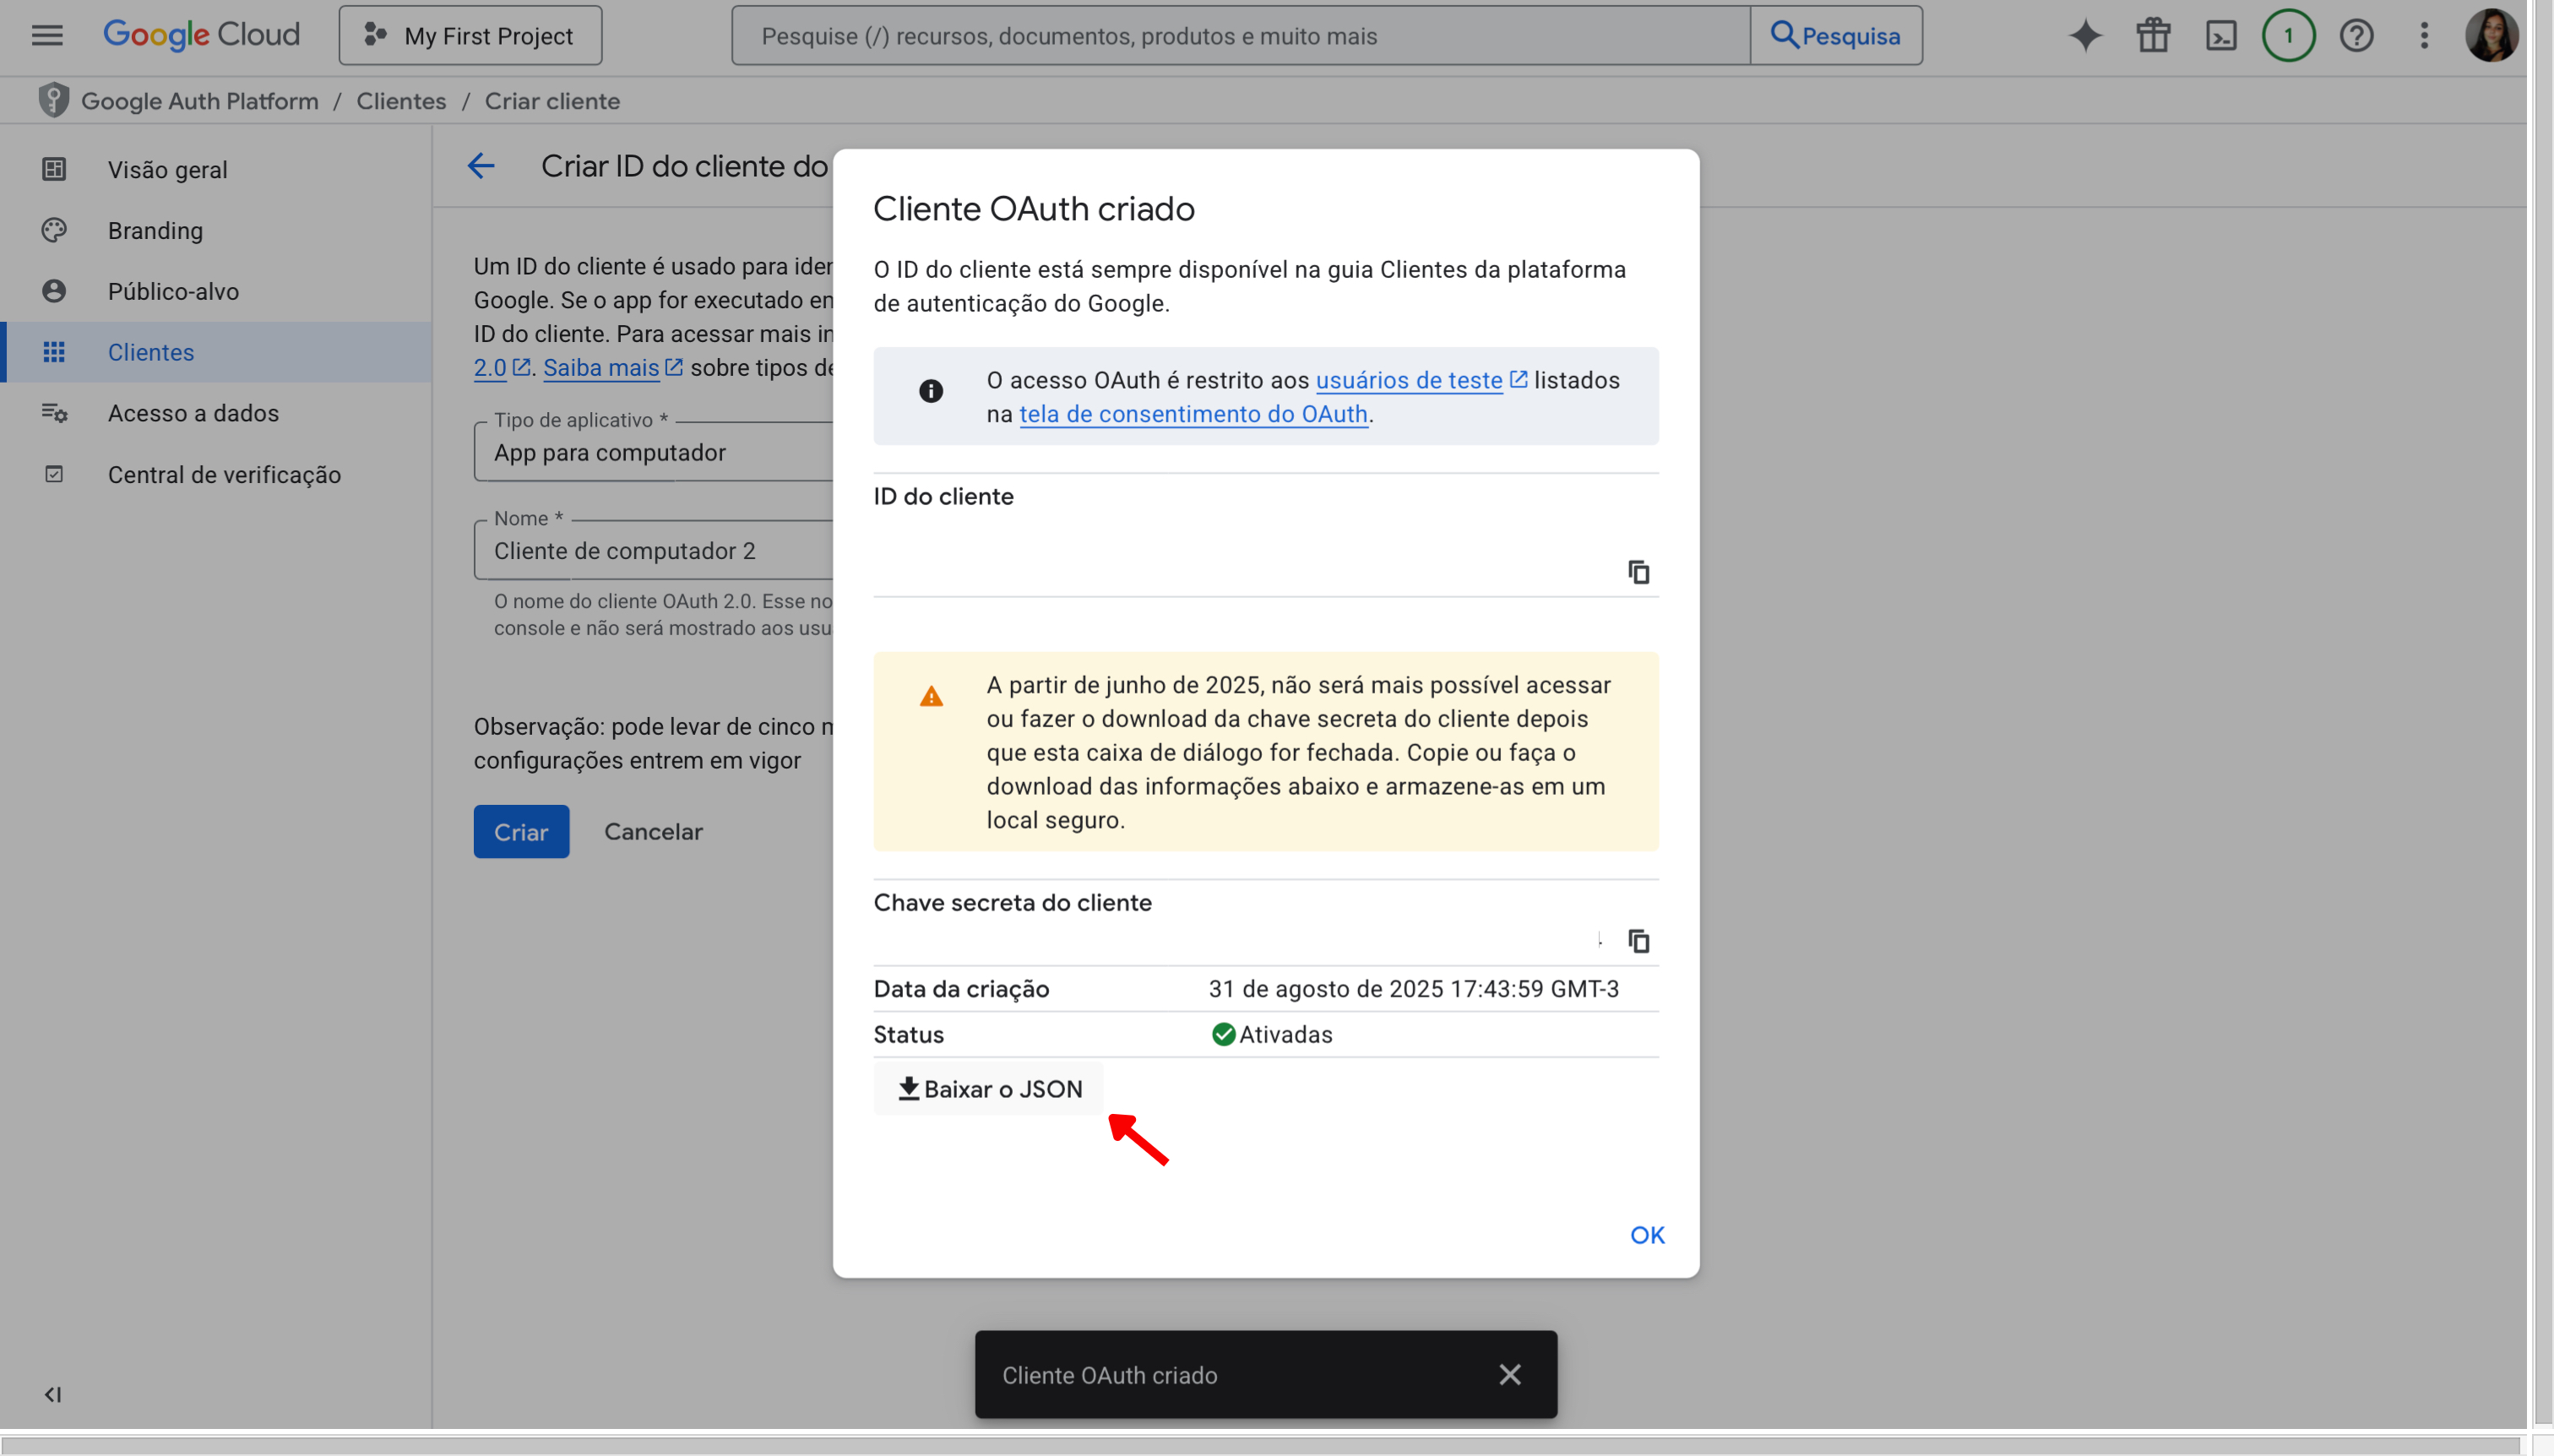 Google Cloud
My First Project
Pesquise (/) recursos, documentos, produtos e muito mais
Pesquisa
1
Google Auth Platform / Clientes / Criar cliente
Visão geral
Branding
Público-alvo
Clientes
Acesso a dados
Central de verificação
Criar ID do cliente do
Um ID do cliente é usado para iden
Google. Se o app for executado em
ID do cliente. Para acessar mais in
2.0. Saiba mais sobre tipos de
Tipo de aplicativo *
App para computador
Nome *
Cliente de computador 2
O nome do cliente OAuth 2.0. Esse no
console e não será mostrado aos usu
Observação: pode levar de cinco m
configurações entrem em vigor
Criar
Cancelar
Cliente OAuth criado
O ID do cliente está sempre disponível na guia Clientes da plataforma
de autenticação do Google.
O acesso OAuth é restrito aos usuários de teste listados
na tela de consentimento do OAuth.
ID do cliente
A partir de junho de 2025, não será mais possível acessar
ou fazer o download da chave secreta do cliente depois
que esta caixa de diálogo for fechada. Copie ou faça o
download das informações abaixo e armazene-as em um
local seguro.
Chave secreta do cliente
Data da criação 31 de agosto de 2025 17:43:59 GMT-3
Status Ativadas
Baixar o JSON
OK
Cliente OAuth criado